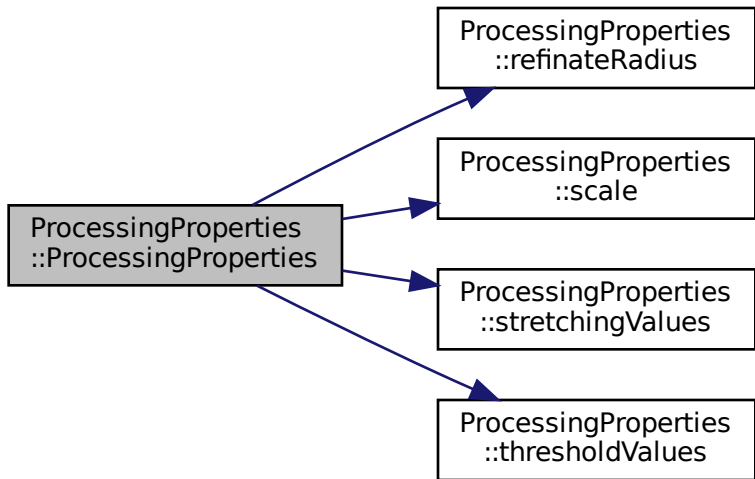 ProcessingProperties
::refinateRadius
ProcessingProperties
::scale
ProcessingProperties
::ProcessingProperties
ProcessingProperties
::stretchingValues
ProcessingProperties
::thresholdValues